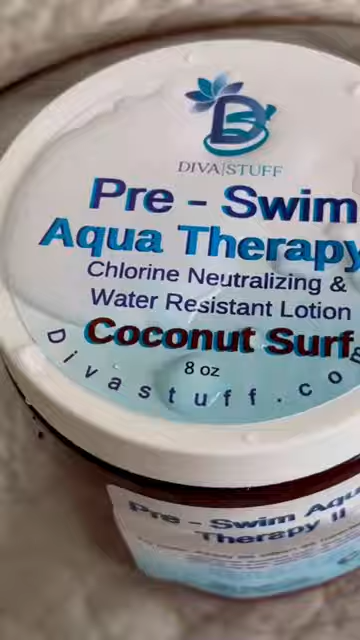 DIVA|STUFF
Pre - Swim
Aqua Therapy
Chlorine Neutralizing &
Water Resistant Lotion
Coconut Surf
8 oz
Divastuff.co
Pre - Swim Aqua
Therapy II